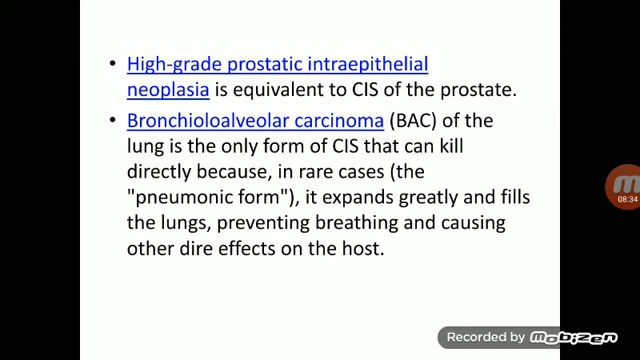 • High-grade prostatic intraepithelial
neoplasia is equivalent to CIS of the prostate.
• Bronchioloalveolar carcinoma (BAC) of the
lung is the only form of CIS that can kill
directly because, in rare cases (the
"pneumonic form"), it expands greatly and fills
the lungs, preventing breathing and causing
other dire effects on the host.
08:34
Recorded by mobizen